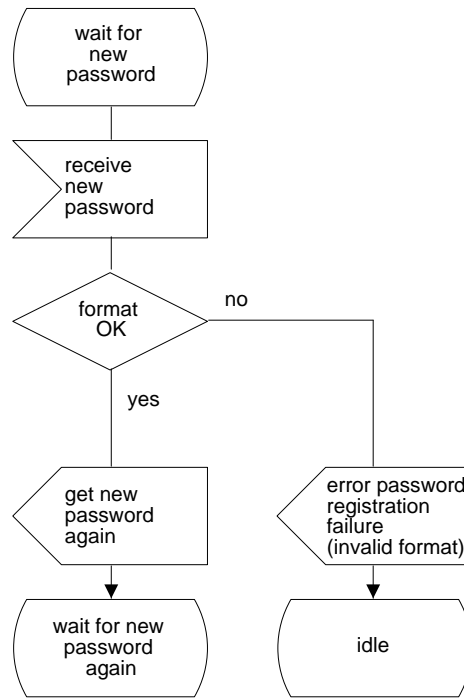 wait for
new
password
receive
new
password
format
OK
no
yes
get new
password
again
error password
registration
failure
(invalid format)
wait for new
password
again
idle